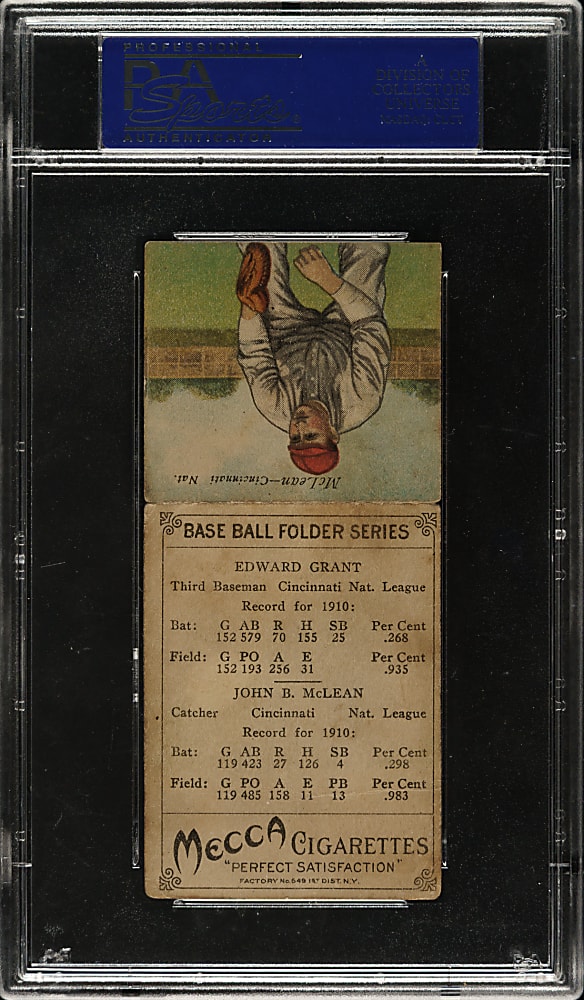 PROFESSIONAL
PSA
Sports
AUTHENTICATOR
A
DIVISION OF
COLLECTORS
UNIVERSE
NASDAQ: CLCT
McLean—Cincinnati Nat.
BASE BALL FOLDER SERIES
EDWARD GRANT
Third Baseman Cincinnati Nat. League
Record for 1910:
Bat: G AB R H SB Per Cent
152 579 70 155 25 .268
Field: G PO A E Per Cent
152 193 256 31 .935
JOHN B. McLEAN
Catcher Cincinnati Nat. League
Record for 1910:
Bat: G AB R H SB Per Cent
119 423 27 126 4 .298
Field: G PO A E PB Per Cent
119 485 158 11 13 .983
MECCA CIGARETTES
"PERFECT SATISFACTION"
FACTORY No. 649 1ST DIST. N.Y.